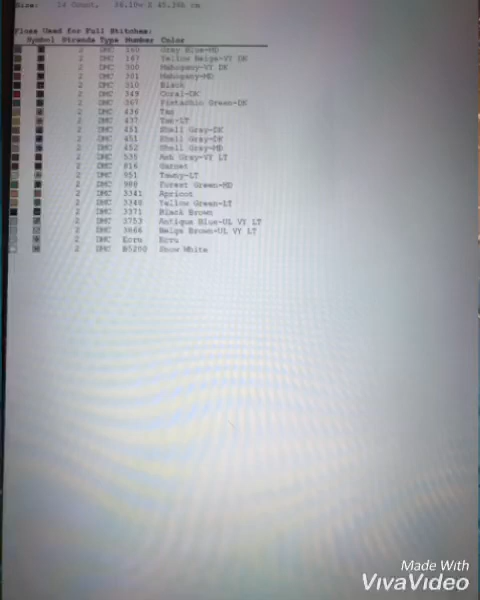 Size: 14 Count,
Floss Used for Full Stitches:
Symbol Strands Type Number Color
2 DMC Gray Blue-MD
2 DMC 167 Yellow Beige-VY DK
2 DMC 300 Mahogany-VY DK
2 DMC 301 Mahogany-MD
2 DMC 310 Black
2 DMC 349 Coral-DK
2 DMC 367 Pistachio Green-DK
2 DMC 436 Tan
2 DMC 437 Tan-LT
2 DMC 451 Shell Gray-DK
2 DMC 451 Shell Gray-DK
2 DMC 452 Shell Gray-MD
2 DMC 535 Ash Gray-VY LT
2 DMC 816 Garnet
2 DMC 951 Tawny-LT
2 DMC 988 Forest Green-MD
2 DMC 3341 Apricot
2 DMC 3348 Yellow Green-LT
2 DMC 3371 Black Brown
2 DMC 3753 Antique Blue-UL VY LT
2 DMC 3866 Beige Brown-UL VY LT
2 DMC Ecru Ecru
2 DMC B5200 Snow White
Made With
VivaVideo